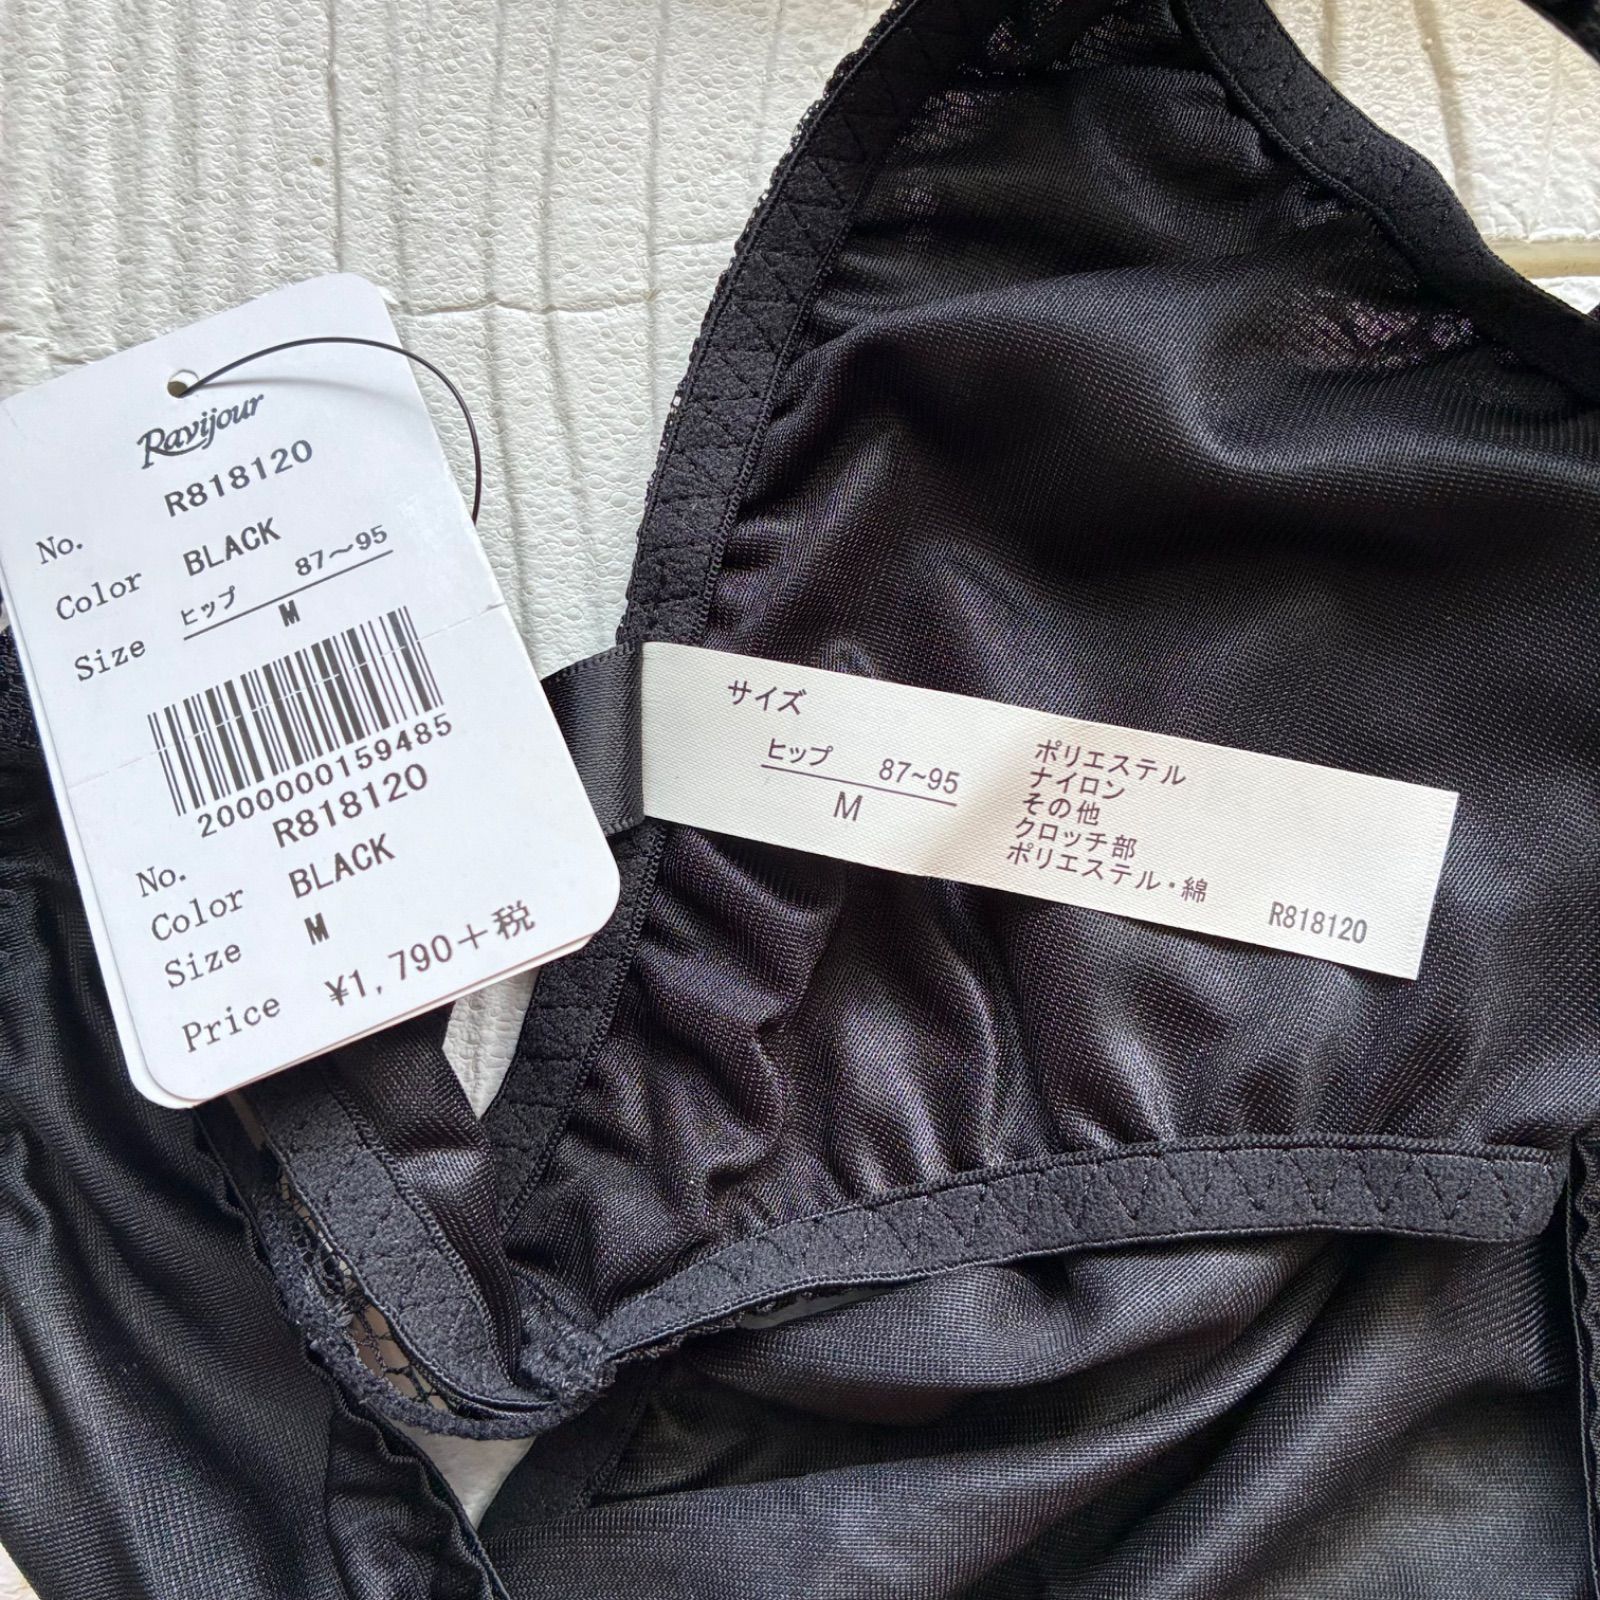 Ravijour
No. R818120
Color BLACK
Size ヒップ 87～95
M
2000000159485
No. R818120
Color BLACK
Size M
Price ¥1,790＋税
サイズ
ヒップ 87~95
M
ポリエステル
ナイロン
その他
クロッチ部
ポリエステル・綿
R818120